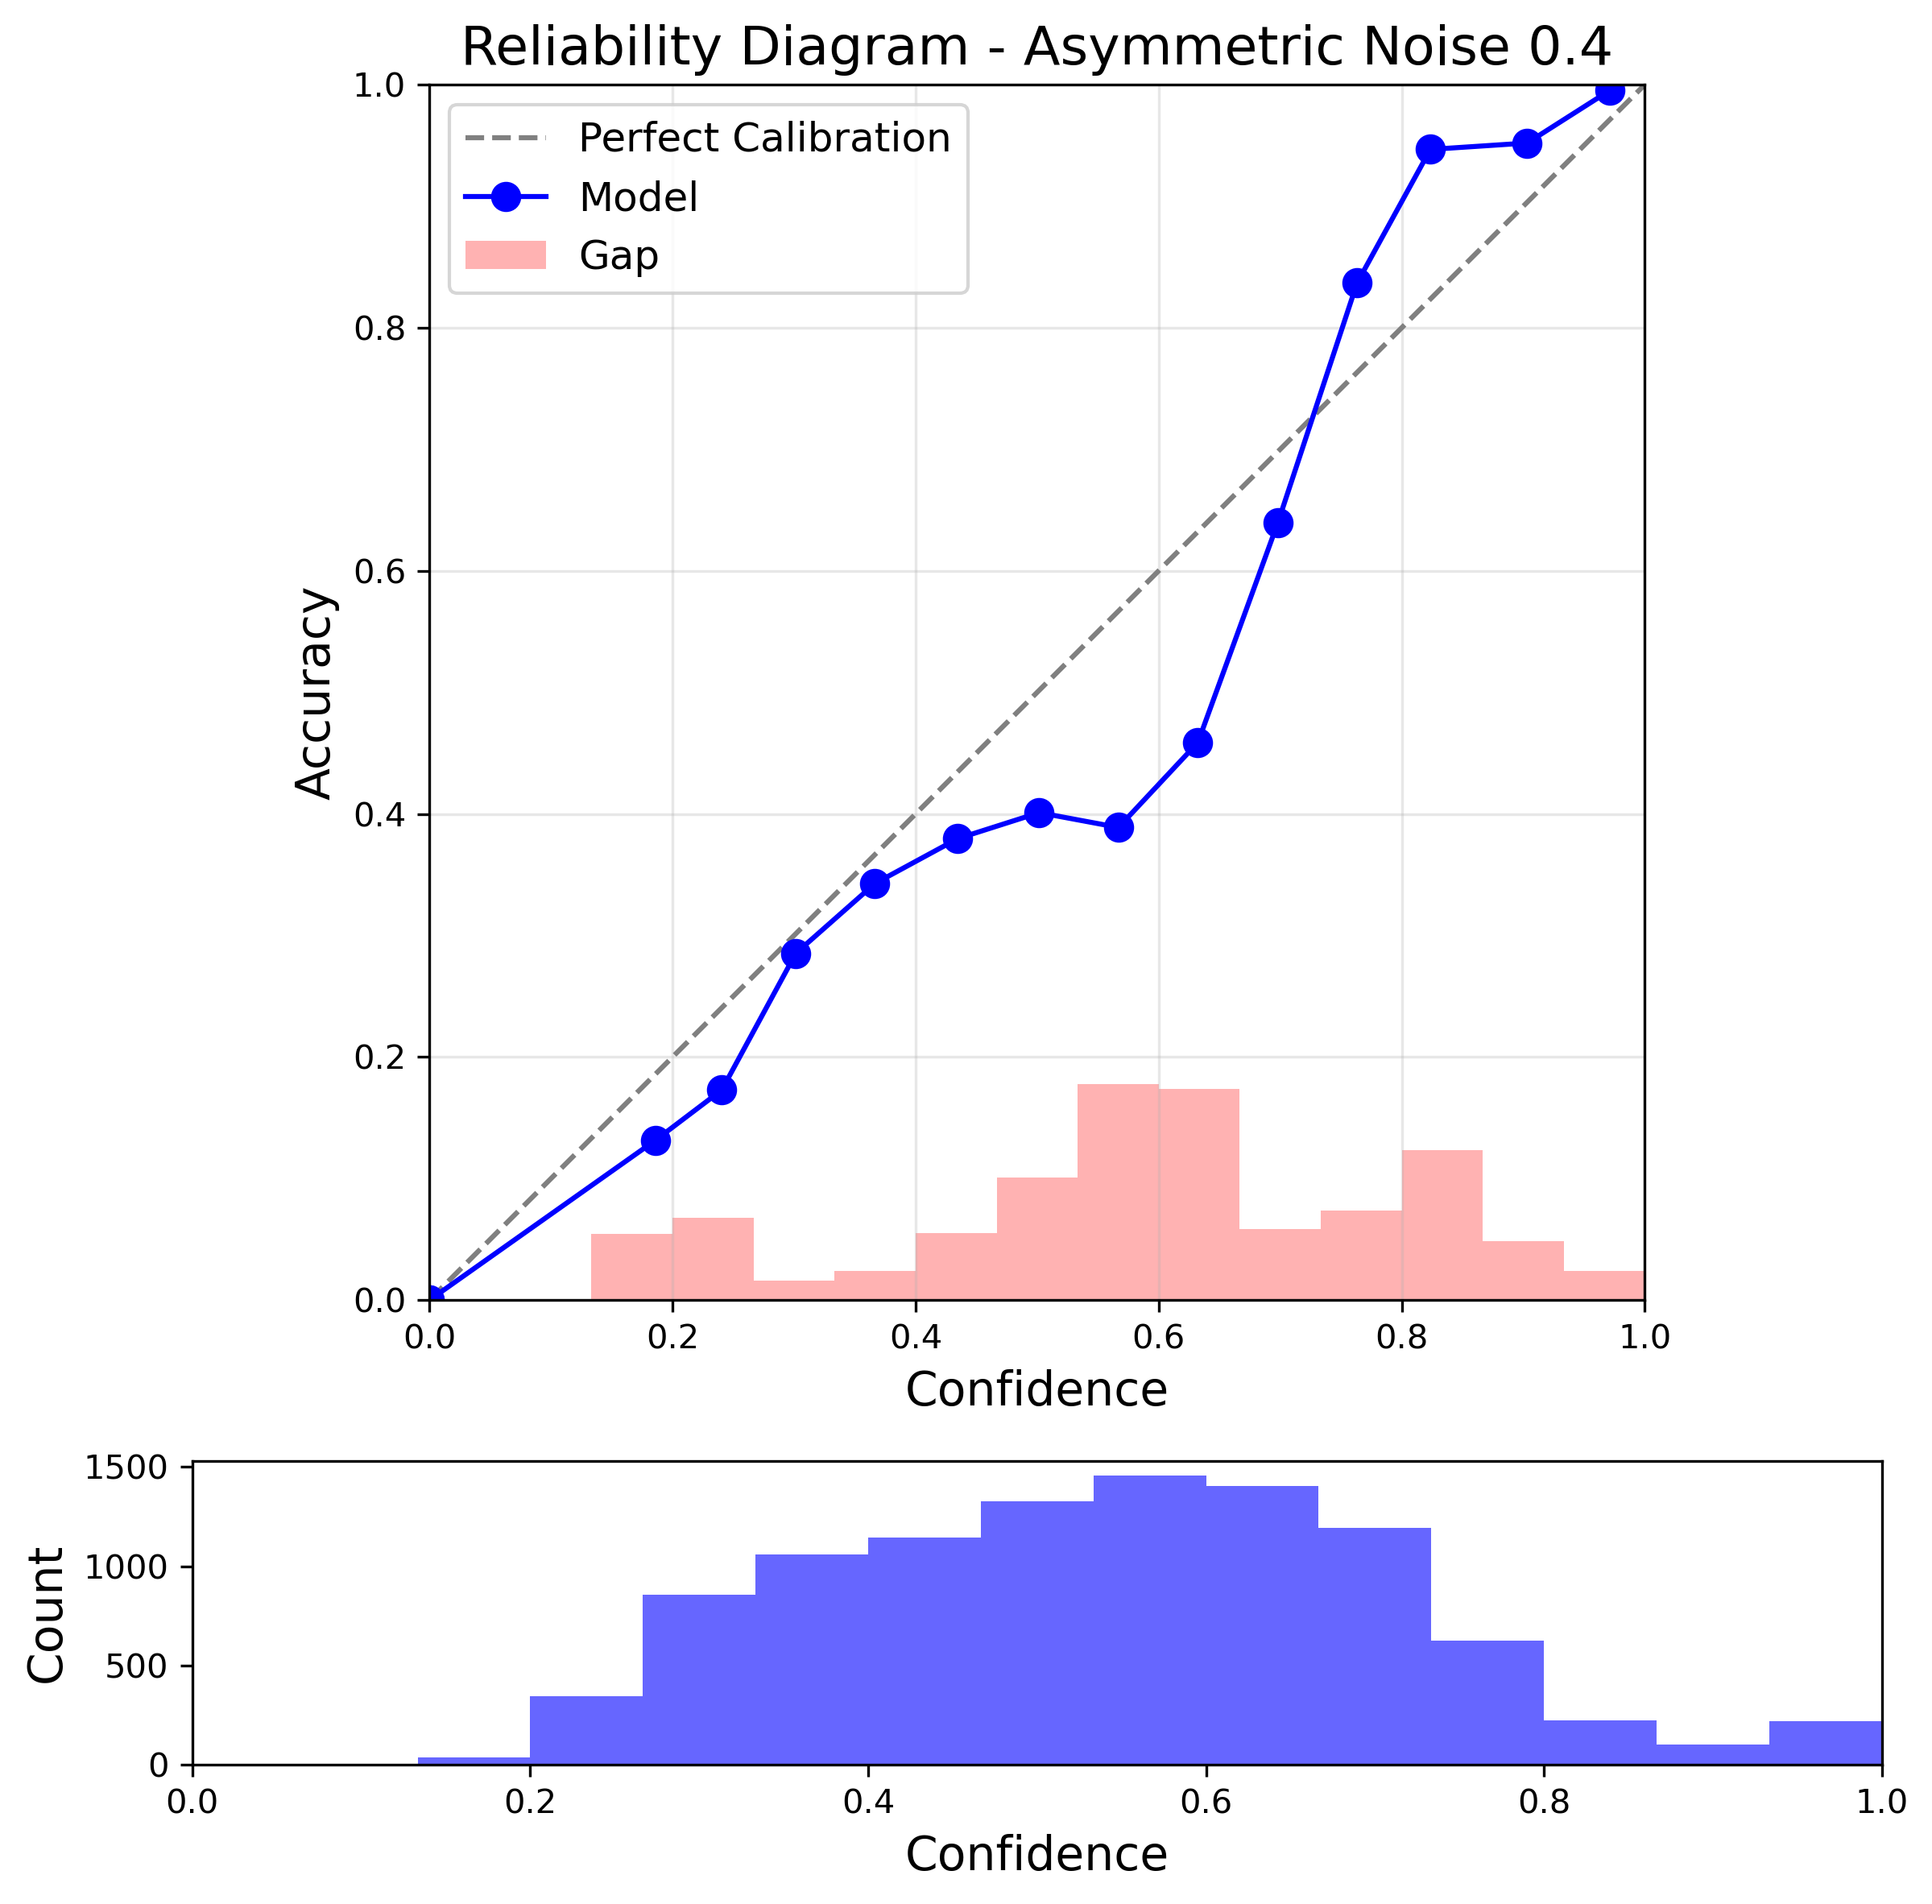 Reliability Diagram - Asymmetric Noise 0.4
1.0
0.8
0.6
0.4
0.2
0.0
Accuracy
Perfect Calibration
Model
Gap
0.0 0.2 0.4 0.6 0.8 1.0
Confidence
1500
1000
500
0
Count
0.0 0.2 0.4 0.6 0.8 1.0
Confidence